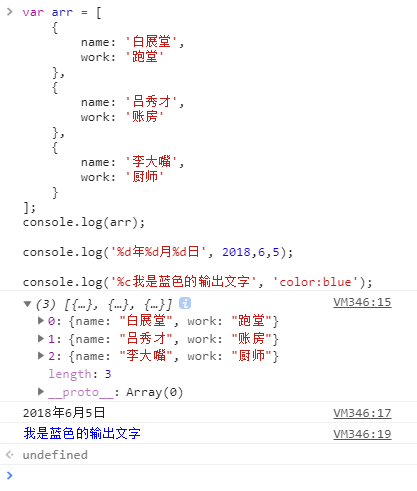 var arr = [
{
name: '白展堂',
work: '跑堂'
},
{
name: '吕秀才',
work: '账房'
},
{
name: '李大嘴',
work: '厨师'
}
];
console.log(arr);
console.log('%d年%d月%d日', 2018,6,5);
console.log('%c我是蓝色的输出文字', 'color:blue');
(3) [{…}, {…}, {…}] i VM346:15
0: {name: "白展堂", work: "跑堂"}
1: {name: "吕秀才", work: "账房"}
2: {name: "李大嘴", work: "厨师"}
length: 3
__proto__: Array(0)
2018年6月5日 VM346:17
我是蓝色的输出文字 VM346:19
undefined